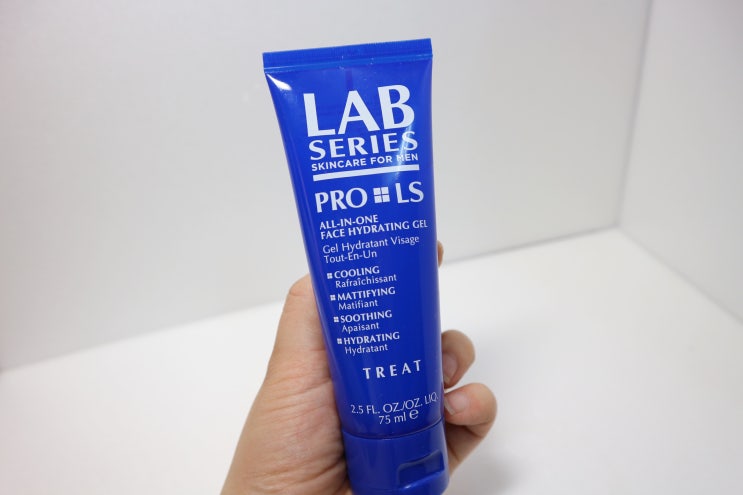 LAB
SERIES
SKINCARE FOR MEN
PRO LS
ALL-IN-ONE
FACE HYDRATING GEL
Gel Hydratant Visage
Tout-En-Un
COOLING
Rafraîchissant
MATTIFYING
Matifiant
SOOTHING
Apaisant
HYDRATING
Hydratant
TREAT
2.5 FL. OZ./OZ. LIQ.
75 ml ℮